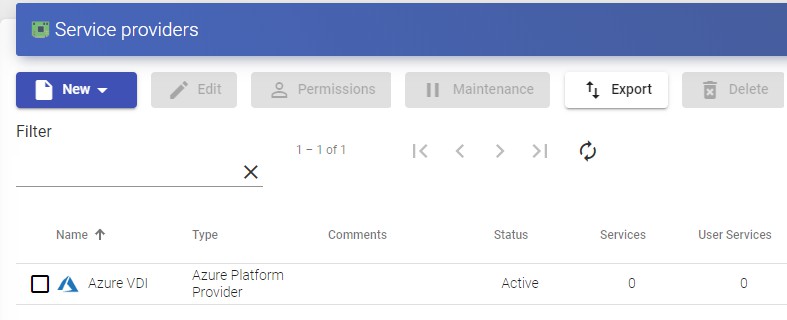 Service providers
New Edit Permissions Maintenance Export Delete
Filter
1 – 1 of 1
Name Type Comments Status Services User Services
Azure VDI Azure Platform Provider Active 0 0